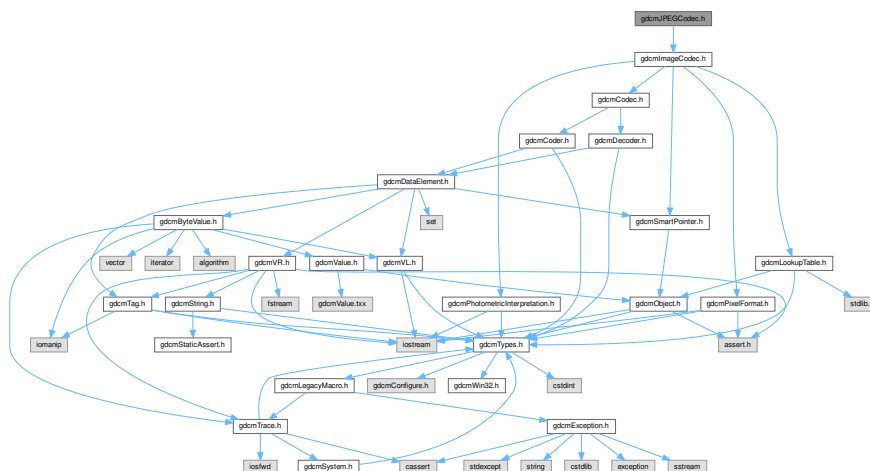 gdcmJPEGCodec.h
gdcmImageCodec.h
gdcmCodec.h
gdcmCoder.h
gdcmDecoder.h
gdcmDataElement.h
gdcmByteValue.h
set
gdcmSmartPointer.h
vector
iterator
algorithm
gdcmVR.h
gdcmValue.h
gdcmVL.h
gdcmLookupTable.h
gdcmTag.h
gdcmString.h
fstream
gdcmValue.txx
gdcmPhotometricInterpretation.h
gdcmObject.h
gdcmPixelFormat.h
stdlib.
iomanip
gdcmStaticAssert.h
iostream
gdcmTypes.h
assert.h
gdcmLegacyMacro.h
gdcmConfigure.h
gdcmWin32.h
cstdint
gdcmTrace.h
gdcmException.h
iosfwd
gdcmSystem.h
cassert
stdexcept
string
cstdlib
exception
sstream